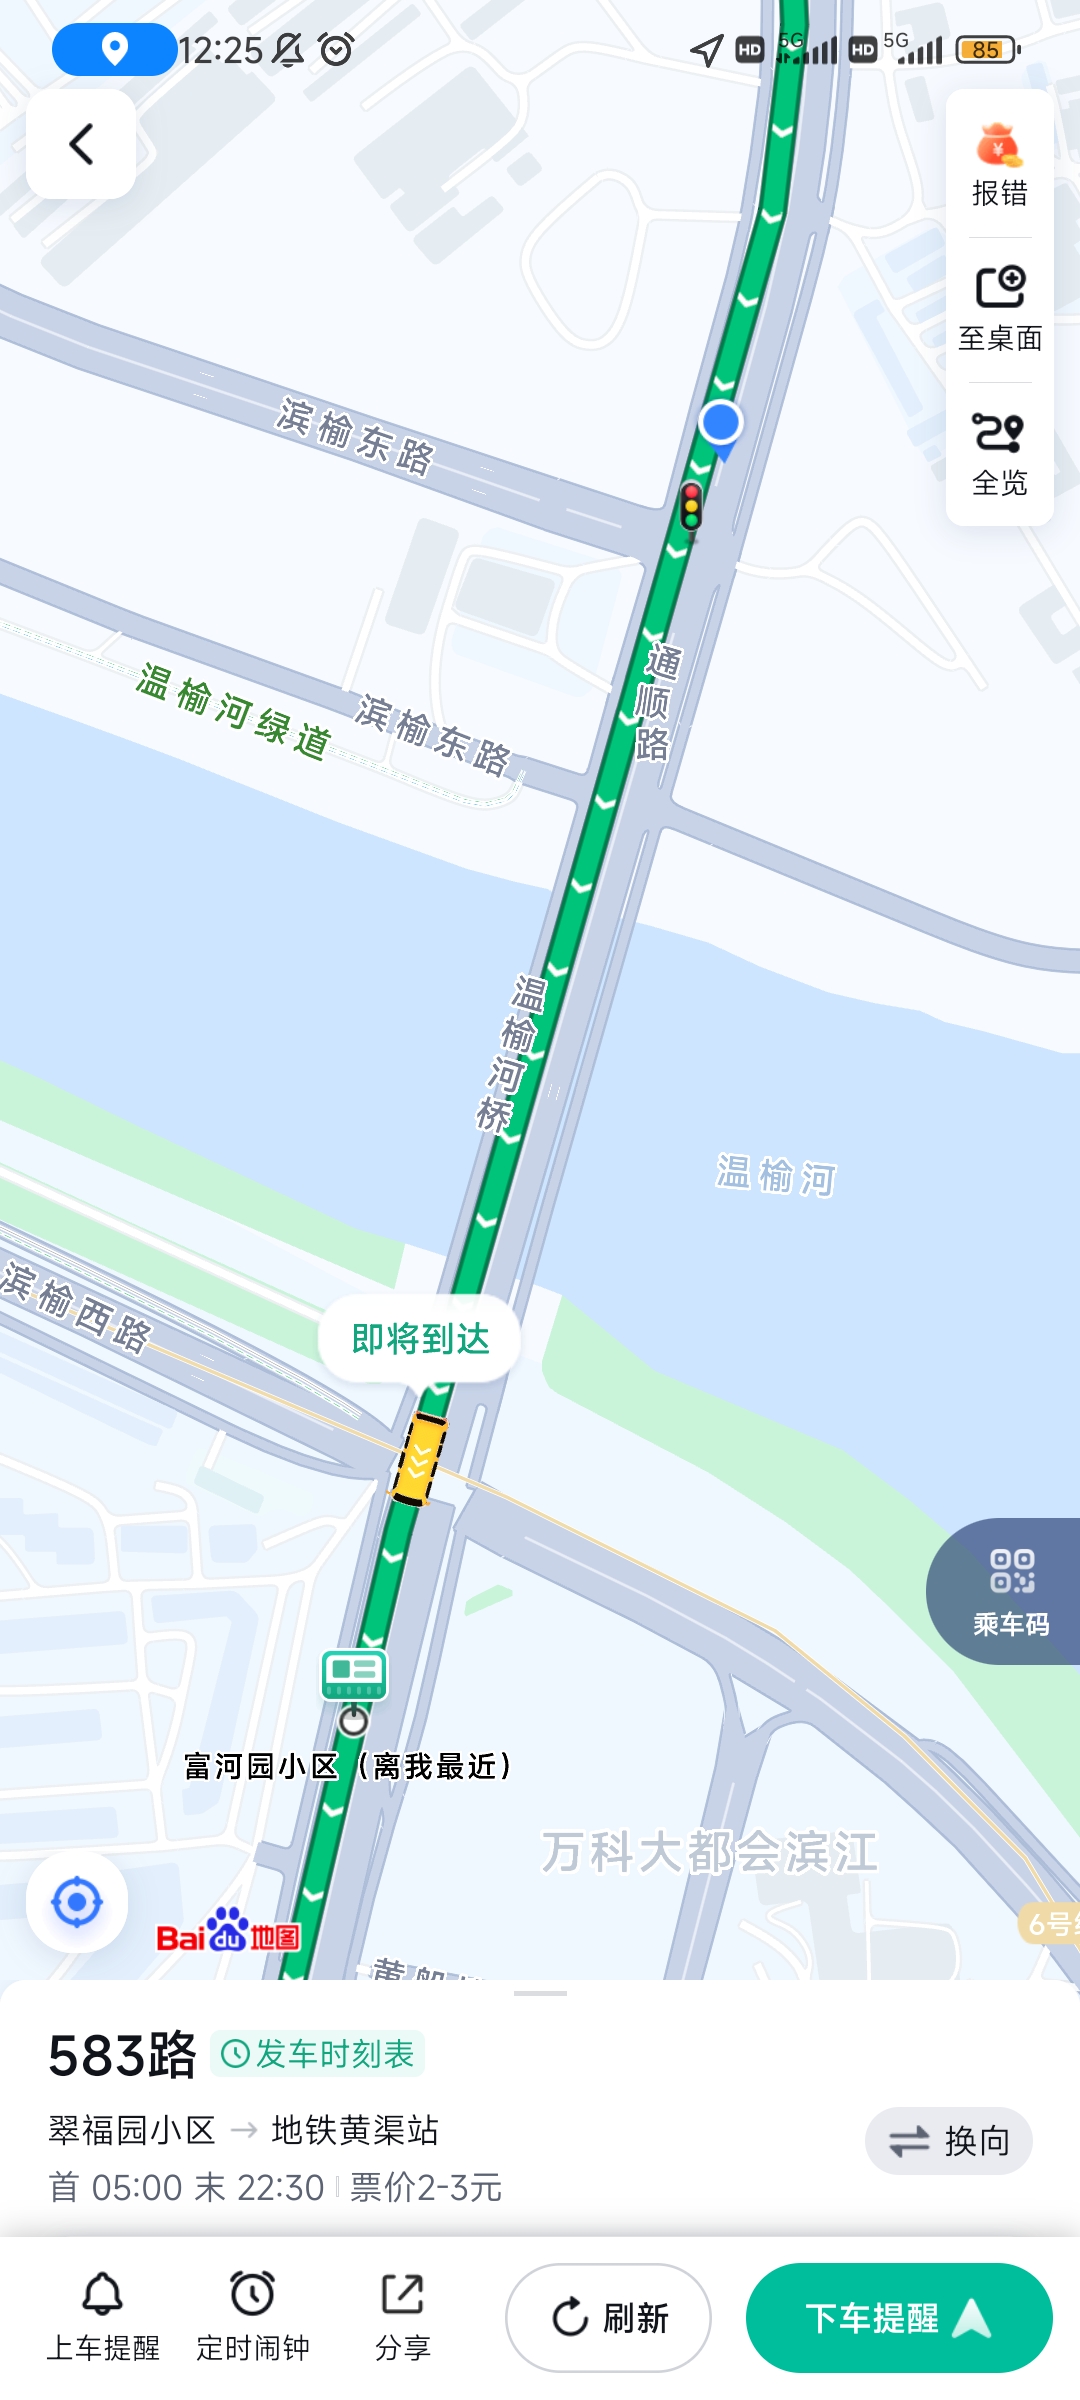 12:25
HD 5G HD 5G 85
报错
至桌面
全览
滨榆东路
通顺路
温榆河绿道
滨榆东路
温榆河桥
温榆河
滨榆西路
即将到达
乘车码
富河园小区（离我最近）
万科大都会滨江
6号
Bai du 地图
583路 发车时刻表
翠福园小区 → 地铁黄渠站
换向
首 05:00 末 22:30 票价2-3元
上车提醒 定时闹钟 分享 刷新 下车提醒